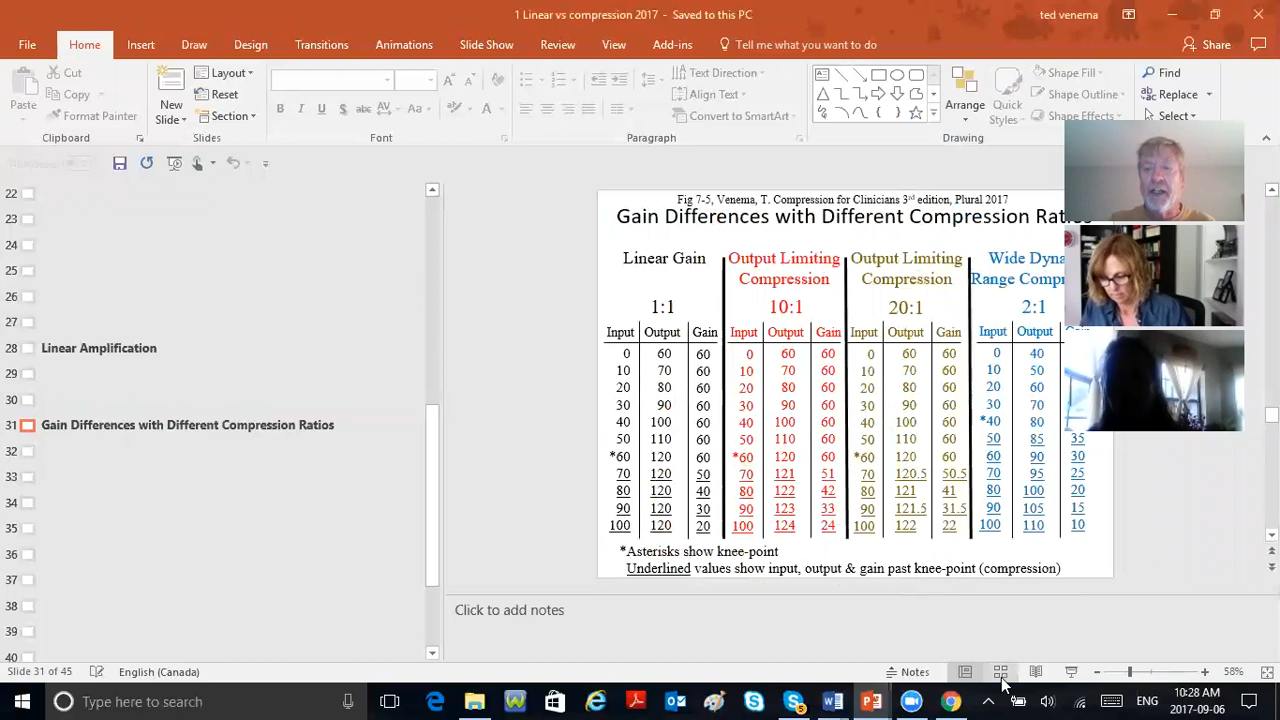 1 Linear vs compression 2017 - Saved to this PC
ted venema
File Home Insert Draw Design Transitions Animations Slide Show Review View Add-ins Tell me what you want to do Share
Paste Cut
Copy
Format Painter
Clipboard
New Slide
Layout
Reset
Section
Slides
B I U S abc AV Aa A
Font
Text Direction
Align Text
Convert to SmartArt
Paragraph
Arrange
Quick Styles
Shape Fill
Shape Outline
Shape Effects
Drawing
Find
Replace
Select
22
23
24
25
26
27
28 Linear Amplification
29
30
31 Gain Differences with Different Compression Ratios
32
33
34
35
36
37
38
39
40
Fig 7-5, Venema, T. Compression for Clinicians 3rd edition, Plural 2017
Gain Differences with Different Compression Ratios
Linear Gain Output Limiting Output Limiting Wide Dyna
Compression Compression Range Compr
1:1 10:1 20:1 2:1
Input Output Gain Input Output Gain Input Output Gain Input Output
0 60 60 0 60 60 0 60 60 0 40
10 70 60 10 70 60 10 70 60 10 50
20 80 60 20 80 60 20 80 60 20 60
30 90 60 30 90 60 30 90 60 30 70
40 100 60 40 100 60 40 100 60 *40 80
50 110 60 50 110 60 50 110 60 50 85 35
*60 120 60 *60 120 60 *60 120 60 60 90 30
70 120 50 70 121 51 70 120.5 50.5 70 95 25
80 120 40 80 122 42 80 121 41 80 100 20
90 120 30 90 123 33 90 121.5 31.5 90 105 15
100 120 20 100 124 24 100 122 22 100 110 10
*Asterisks show knee-point
Underlined values show input, output & gain past knee-point (compression)
Click to add notes
Slide 31 of 45 English (Canada) Notes 58%
Type here to search
ENG
10:28 AM
2017-09-06